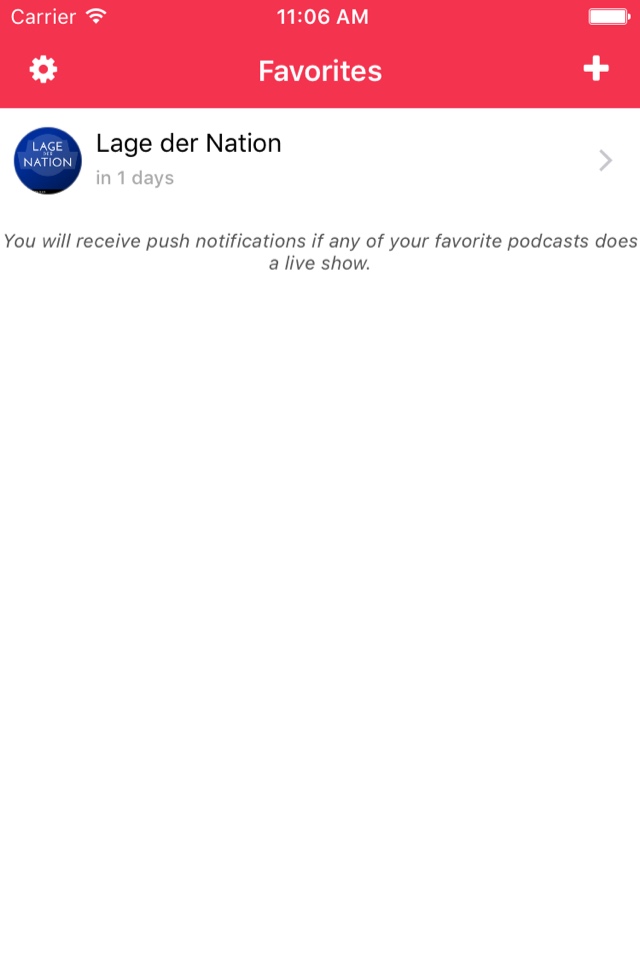 Carrier 11:06 AM
Favorites
LAGE
DER
NATION
Lage der Nation
in 1 days
You will receive push notifications if any of your favorite podcasts does
a live show.